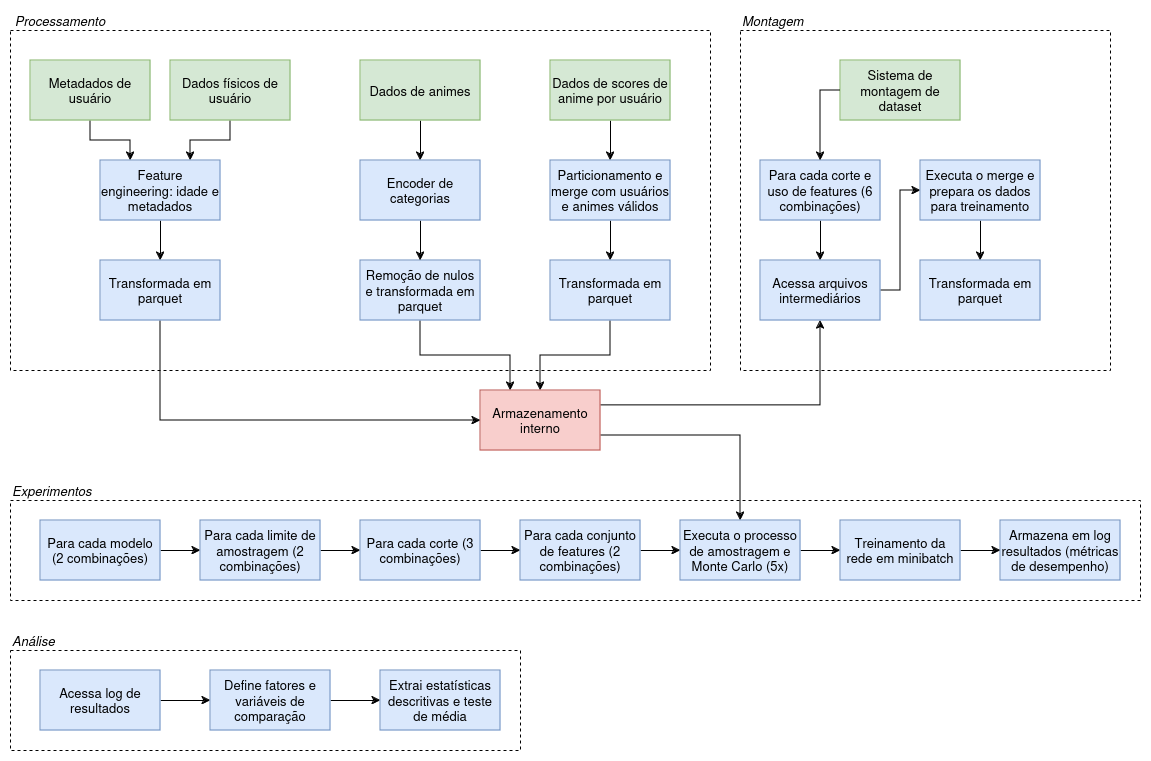 Processamento
Metadados de
usuário
Dados físicos de
usuário
Dados de animes
Dados de scores de
anime por usuário
Feature
engineering: idade e
metadados
Encoder de
categorias
Particionamento e
merge com usuários
e animes válidos
Transformada em
parquet
Remoção de nulos
e transformada em
parquet
Transformada em
parquet
Montagem
Sistema de
montagem de
dataset
Para cada corte e
uso de features (6
combinações)
Executa o merge e
prepara os dados
para treinamento
Acessa arquivos
intermediários
Transformada em
parquet
Armazenamento
interno
Experimentos
Para cada modelo
(2 combinações)
Para cada limite de
amostragem (2
combinações)
Para cada corte (3
combinações)
Para cada conjunto
de features (2
combinações)
Executa o processo
de amostragem e
Monte Carlo (5x)
Treinamento da
rede em minibatch
Armazena em log
resultados (métricas
de desempenho)
Análise
Acessa log de
resultados
Define fatores e
variáveis de
comparação
Extrai estatísticas
descritivas e teste
de média